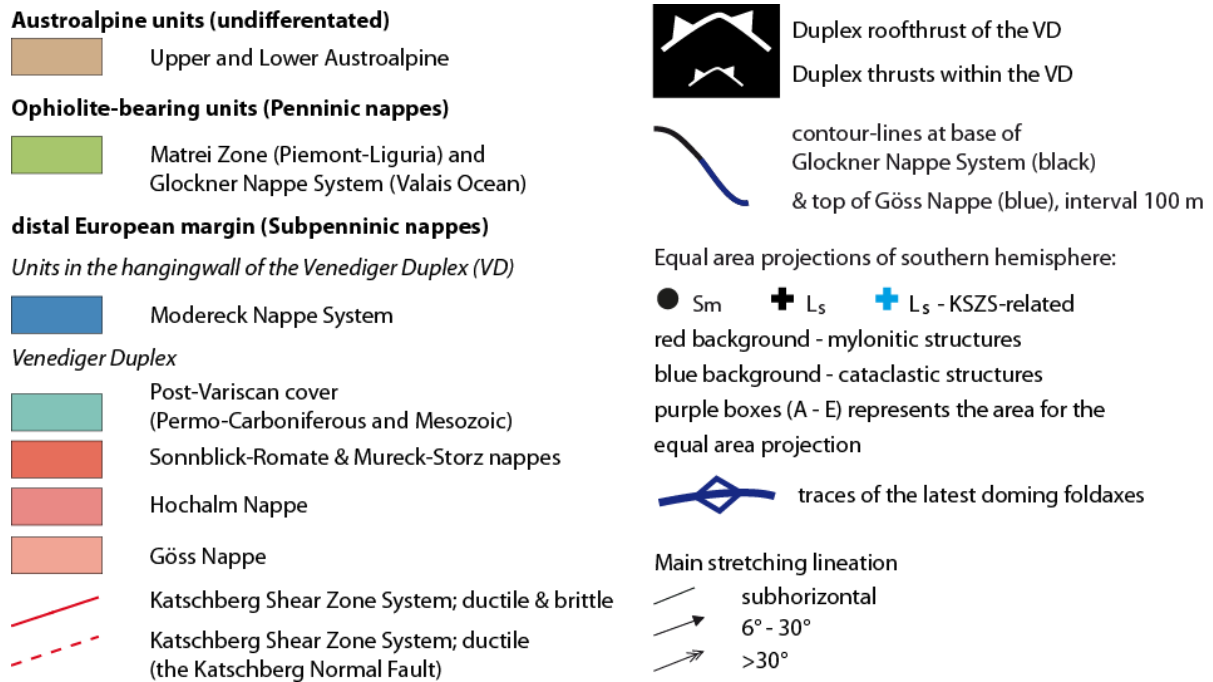 Austroalpine units (undifferentated)
Upper and Lower Austroalpine
Ophiolite-bearing units (Penninic nappes)
Matrei Zone (Piemont-Liguria) and
Glockner Nappe System (Valais Ocean)
distal European margin (Subpenninic nappes)
Units in the hangingwall of the Venediger Duplex (VD)
Modereck Nappe System
Venediger Duplex
Post-Variscan cover
(Permo-Carboniferous and Mesozoic)
Sonnblick-Romate & Mureck-Storz nappes
Hochalm Nappe
Göss Nappe
Katschberg Shear Zone System; ductile & brittle
Katschberg Shear Zone System; ductile
(the Katschberg Normal Fault)
Duplex roofthrust of the VD
Duplex thrusts within the VD
contour-lines at base of
Glockner Nappe System (black)
& top of Göss Nappe (blue), interval 100 m
Equal area projections of southern hemisphere:
Sm Ls Ls - KSZS-related
red background - mylonitic structures
blue background - cataclastic structures
purple boxes (A - E) represents the area for the
equal area projection
traces of the latest doming foldaxes
Main stretching lineation
subhorizontal
6° - 30°
>30°